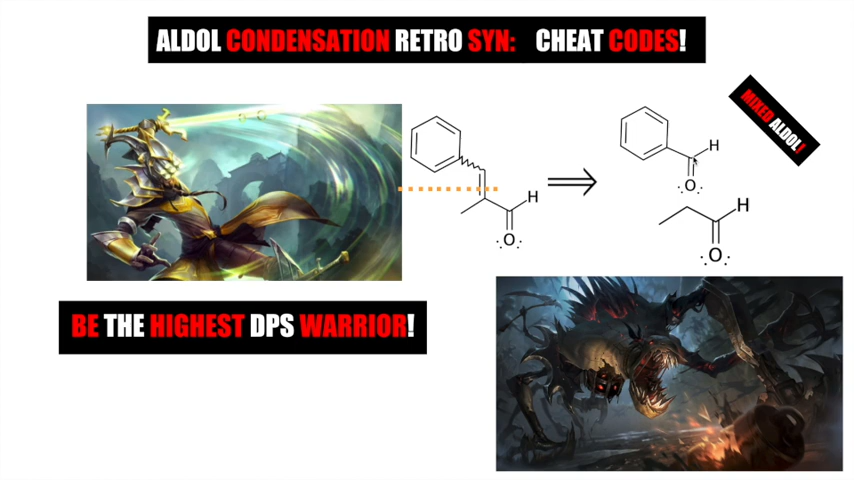 ALDOL CONDENSATION RETRO SYN: CHEAT CODES!
MIXED ALDOL!
H
O
H
O
H
O
BE THE HIGHEST DPS WARRIOR!